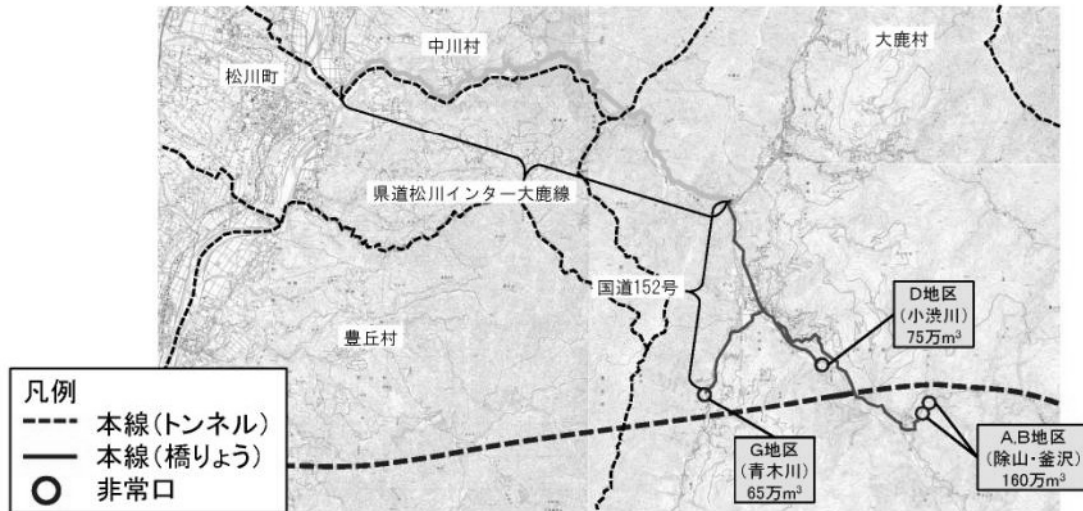 中川村
大鹿村
松川町
県道松川インター大鹿線
国道152号
D地区
(小渋川)
75万m³
豊丘村
凡例
本線(トンネル)
本線(橋りょう)
非常口
G地区
(青木川)
65万m³
A,B地区
(除山・釜沢)
160万m³